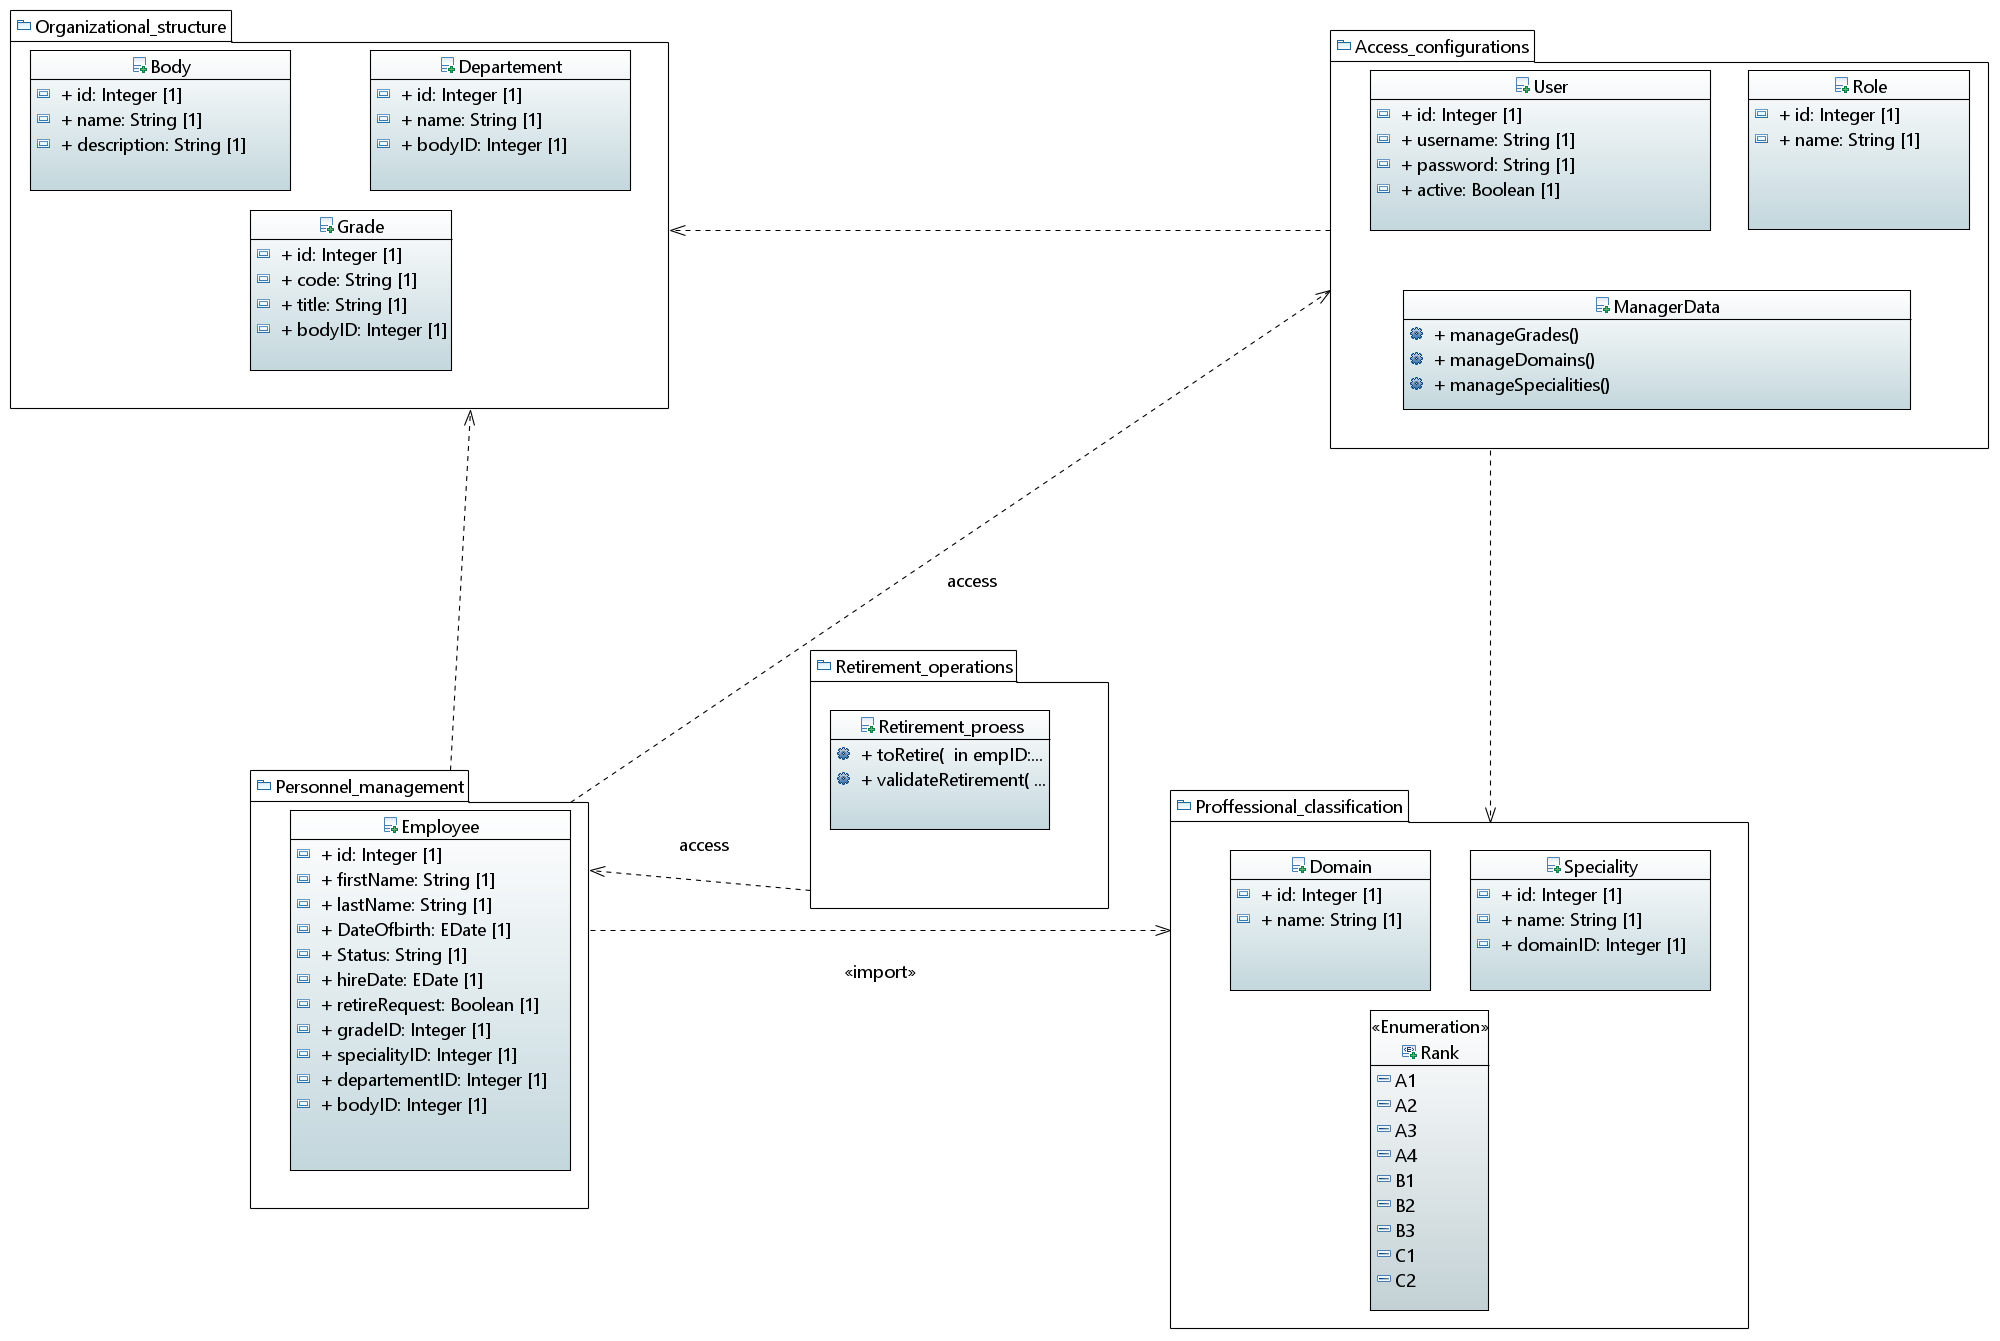 Organizational_structure
Body
+ id: Integer [1]
+ name: String [1]
+ description: String [1]
Departement
+ id: Integer [1]
+ name: String [1]
+ bodyID: Integer [1]
Grade
+ id: Integer [1]
+ code: String [1]
+ title: String [1]
+ bodyID: Integer [1]
Access_configurations
User
+ id: Integer [1]
+ username: String [1]
+ password: String [1]
+ active: Boolean [1]
Role
+ id: Integer [1]
+ name: String [1]
ManagerData
+ manageGrades()
+ manageDomains()
+ manageSpecialities()
access
Retirement_operations
Retirement_proess
+ toRetire(  in empID:...
+ validateRetirement( ...
access
Personnel_management
Employee
+ id: Integer [1]
+ firstName: String [1]
+ lastName: String [1]
+ DateOfbirth: EDate [1]
+ Status: String [1]
+ hireDate: EDate [1]
+ retireRequest: Boolean [1]
+ gradeID: Integer [1]
+ specialityID: Integer [1]
+ departementID: Integer [1]
+ bodyID: Integer [1]
«import»
Proffessional_classification
Domain
+ id: Integer [1]
+ name: String [1]
Speciality
+ id: Integer [1]
+ name: String [1]
+ domainID: Integer [1]
«Enumeration»
Rank
A1
A2
A3
A4
B1
B2
B3
C1
C2